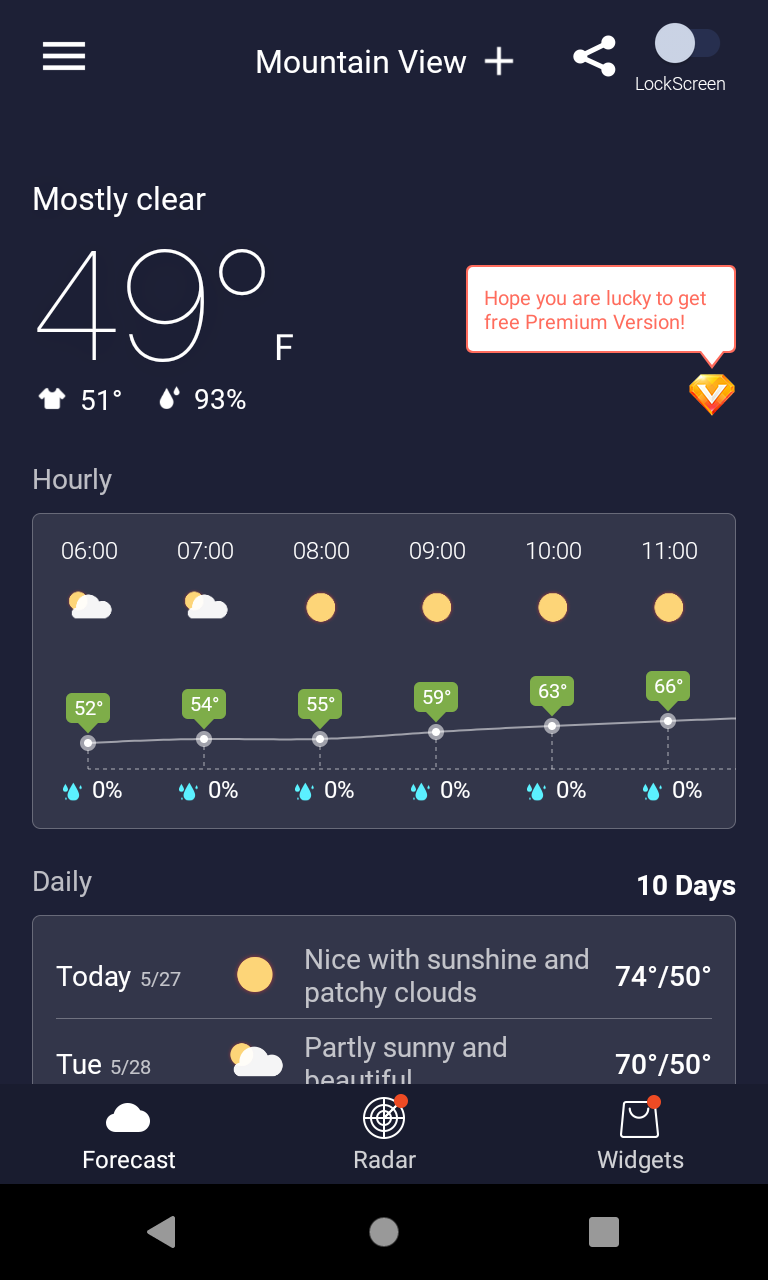 Mountain View
LockScreen
Mostly clear
49°
F
51° 93%
Hope you are lucky to get
free Premium Version!
Hourly
06:00 07:00 08:00 09:00 10:00 11:00
52° 54° 55° 59° 63° 66°
0% 0% 0% 0% 0% 0%
Daily 10 Days
Today 5/27 Nice with sunshine and 74°/50°
patchy clouds
Tue 5/28 Partly sunny and 70°/50°
beautiful
Forecast Radar Widgets